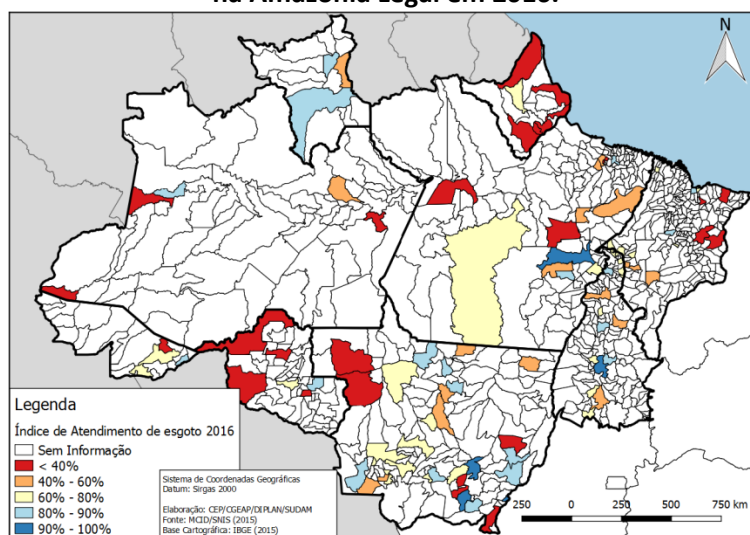 na Amazônia Legal em 2016.
N
Legenda
Índice de Atendimento de esgoto 2016
Sem Informação
< 40%
40% - 60%
60% - 80%
80% - 90%
90% - 100%
Sistema de Coordenadas Geográficas
Datum: Sirgas 2000
Elaboração: CEP/CGEAP/DIPLAN/SUDAM
Fonte: MCID/SNIS (2015)
Base Cartográfica: IBGE (2015)
250 0 250 500 750 km